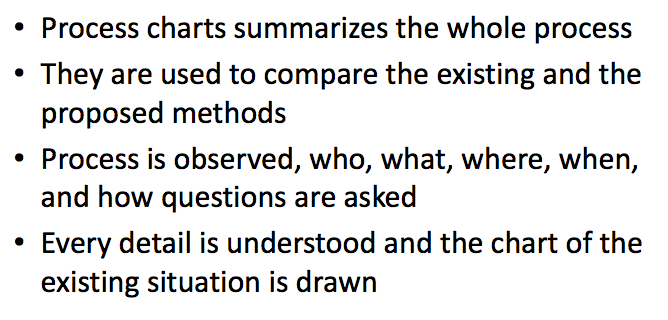 • Process charts summarizes the whole process
• They are used to compare the existing and the
proposed methods
• Process is observed, who, what, where, when,
and how questions are asked
• Every detail is understood and the chart of the
existing situation is drawn